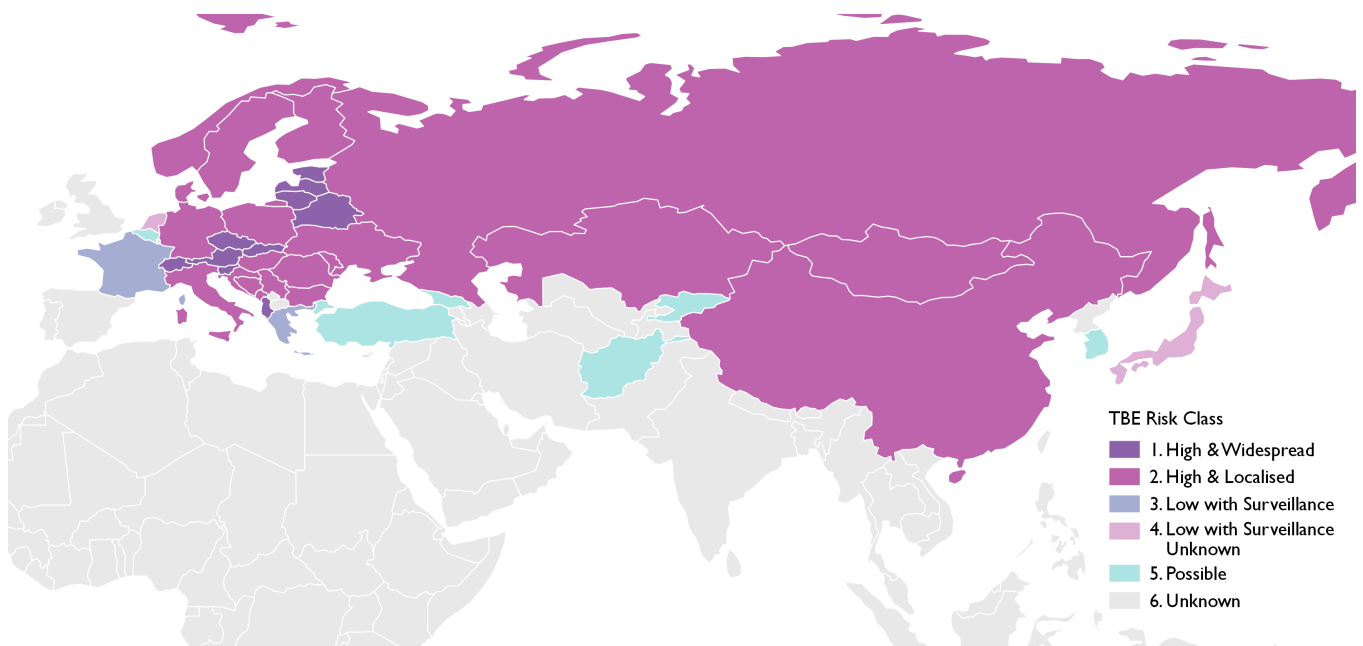 TBE Risk Class
1. High & Widespread
2. High & Localised
3. Low with Surveillance
4. Low with Surveillance
Unknown
5. Possible
6. Unknown